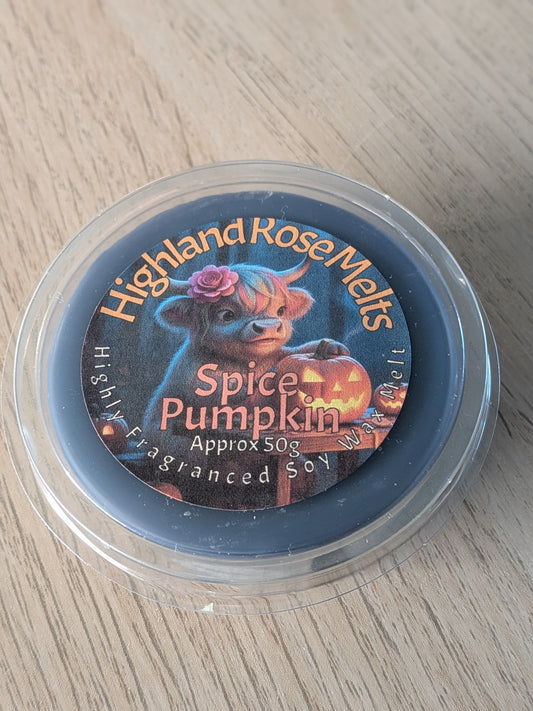 Highland Rose Melts
Spice
Pumpkin
Approx 50g
Highly Fragranced Soy Wax Melt